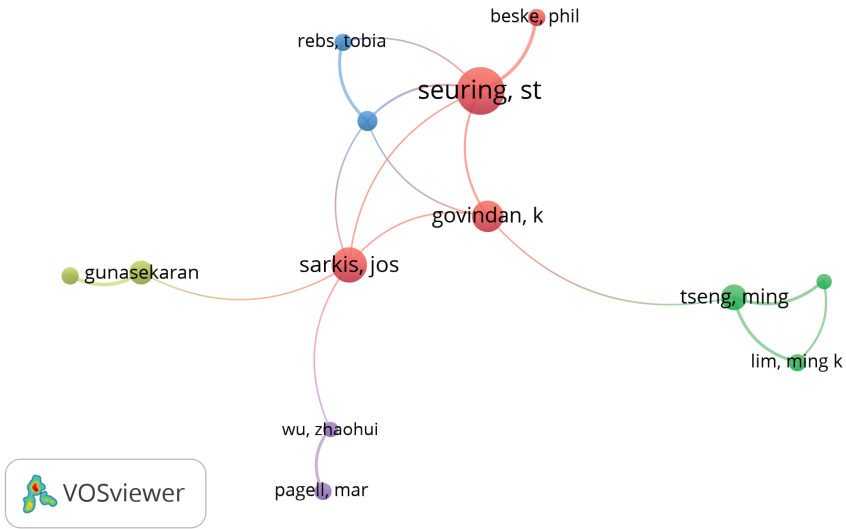 beske, phil
rebs, tobia
seuring, st
govindan, k
sarkis, jos
gunasekaran
tseng, ming
lim, ming k
wu, zhaohui
pagell, mar
VOSviewer